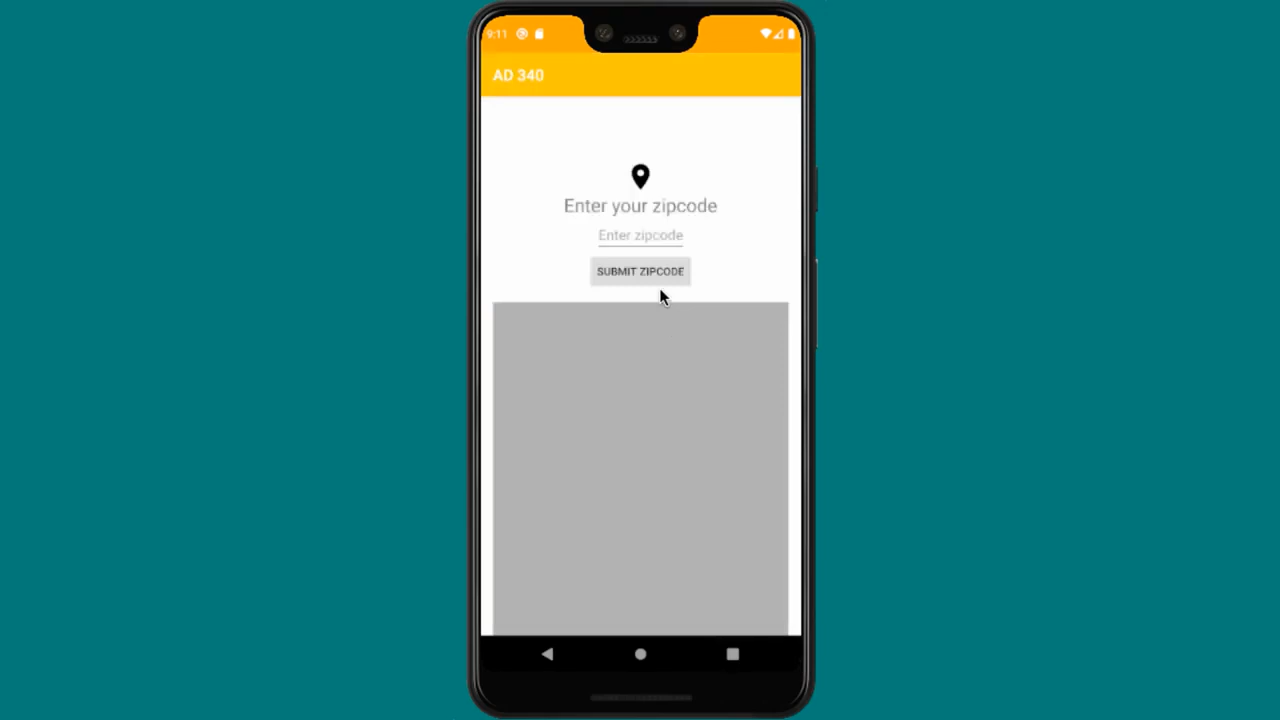 9:11
AD 340
Enter your zipcode
Enter zipcode
SUBMIT ZIPCODE